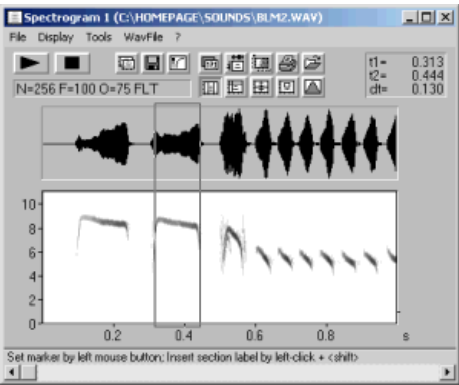 Spectrogram 1 (C:\HOMEPAGE\SOUNDS\BLM2.WAV)
File Display Tools WavFile ?
t1= 0.313
t2= 0.444
dt= 0.130
N=256 F=100 O=75 FLT
10
8
6
4
2
0
0.2 0.4 0.6 0.8 s
Set marker by left mouse button; Insert section label by left-click + <shift>